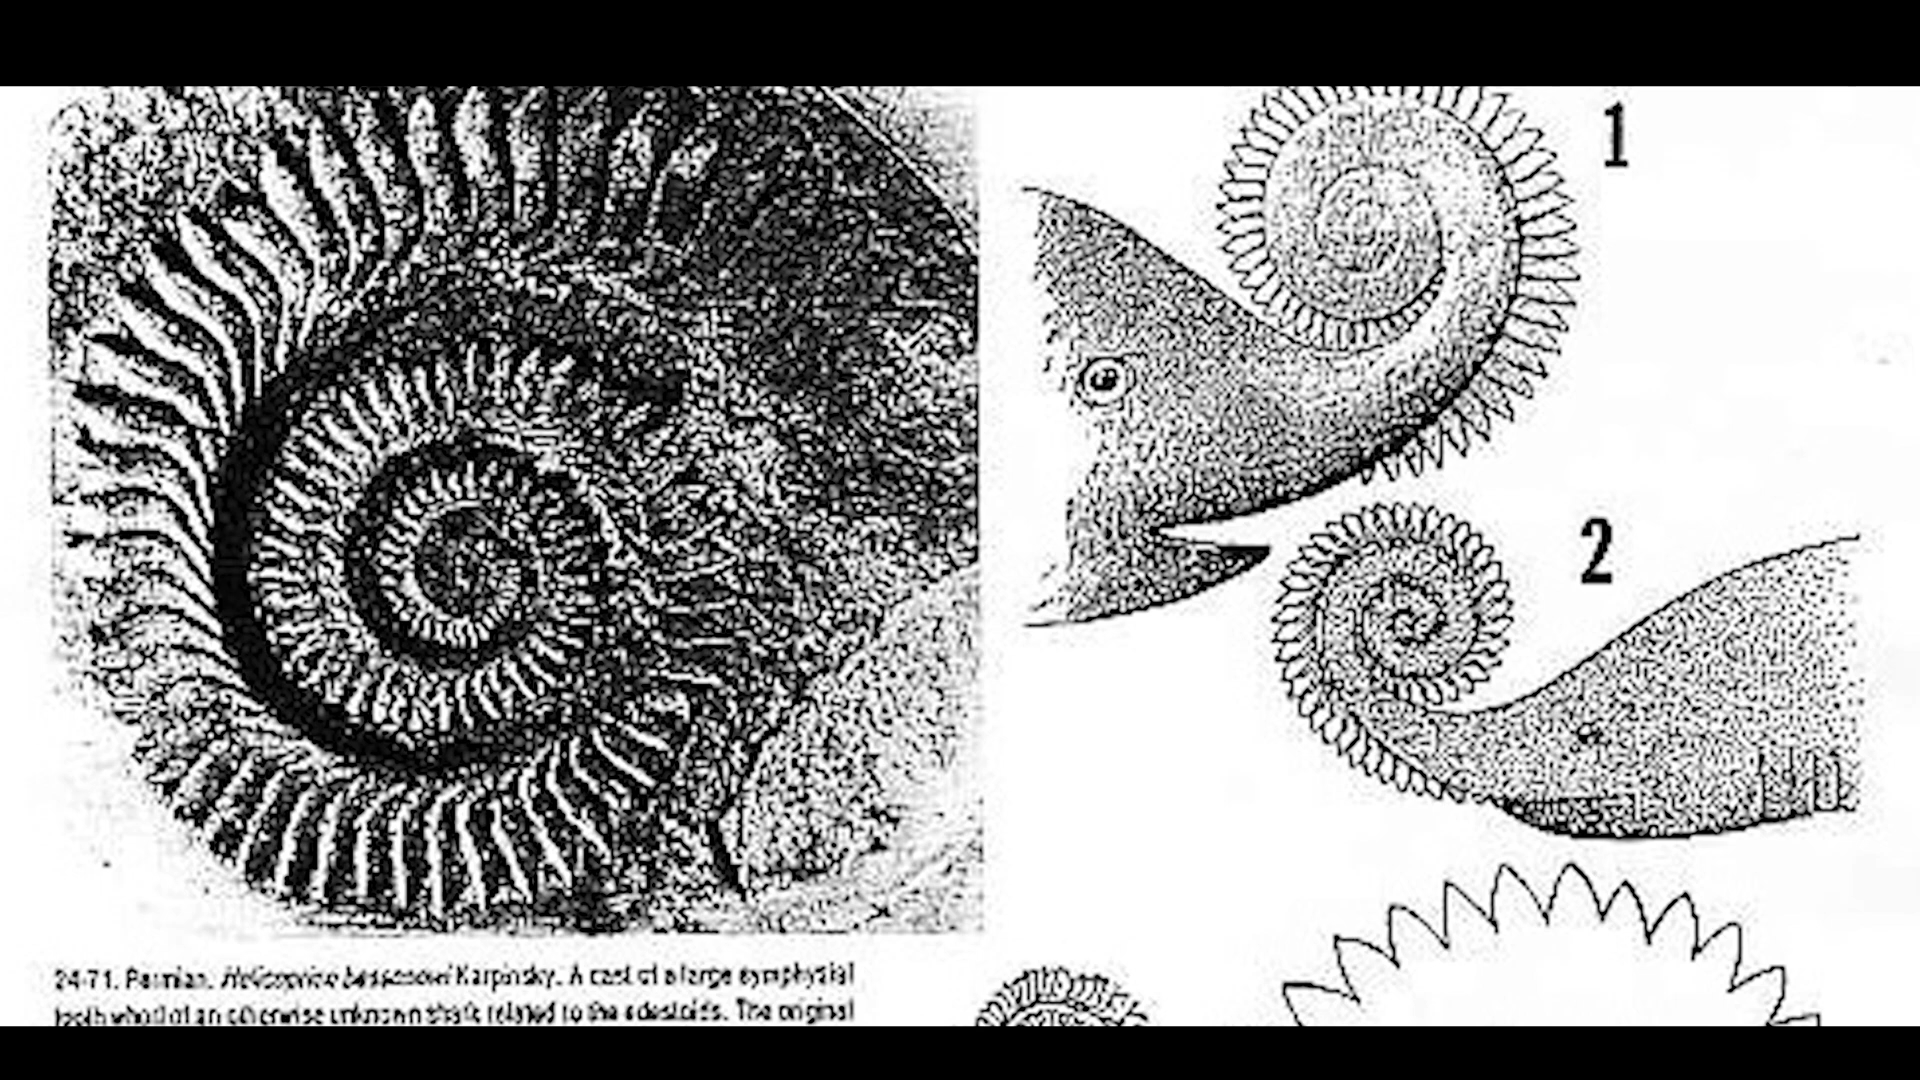 24-71. Permian. Helicoprion bessonowi Karpinsky. A cast of a large symphysial
tooth whorl of an otherwise unknown shark related to the edestoids. The original
1
2